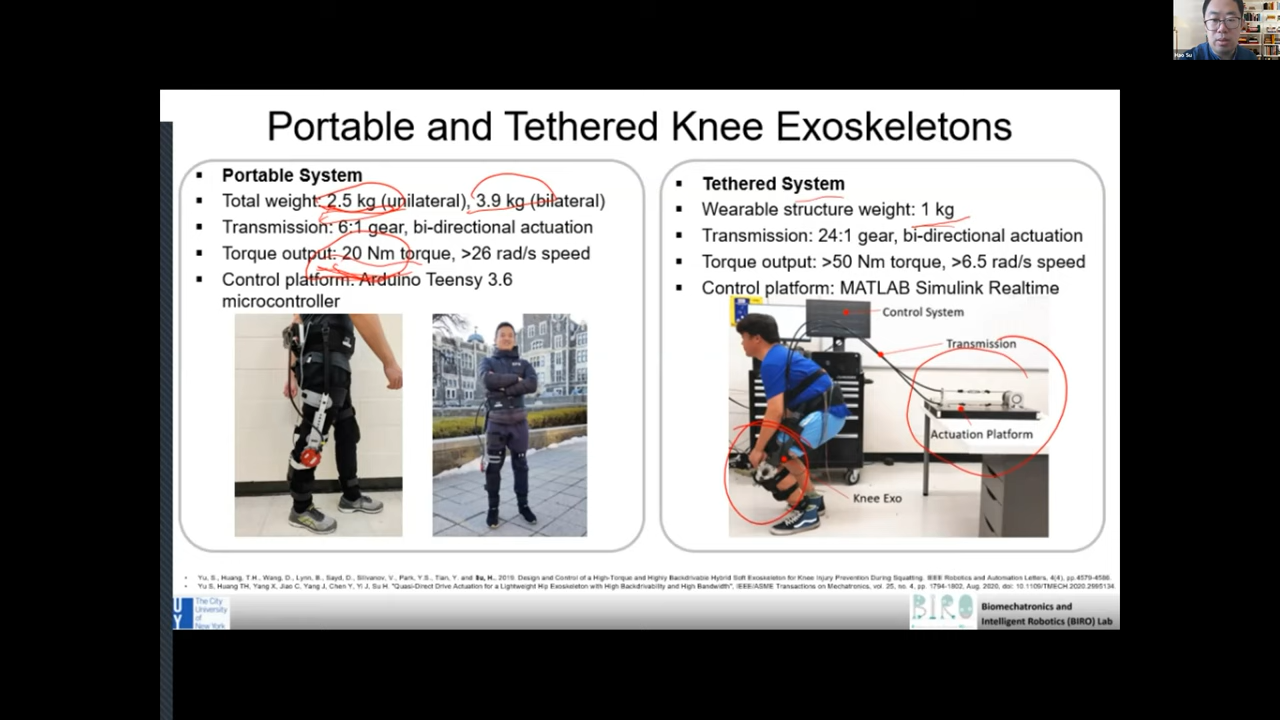 Hao Su
Portable and Tethered Knee Exoskeletons
Portable System
Total weight: 2.5 kg (unilateral), 3.9 kg (bilateral)
Transmission: 6:1 gear, bi-directional actuation
Torque output: 20 Nm torque, >26 rad/s speed
Control platform: Arduino Teensy 3.6
microcontroller
Tethered System
Wearable structure weight: 1 kg
Transmission: 24:1 gear, bi-directional actuation
Torque output: >50 Nm torque, >6.5 rad/s speed
Control platform: MATLAB Simulink Realtime
Control System
Transmission
Actuation Platform
Knee Exo
Yu, S., Huang, T.H., Wang, D., Lynn, B., Sayd, D., Silivanov, V., Park, Y.S., Tian, Y. and Su, H., 2019. Design and Control of a High-Torque and Highly Backdrivable Hybrid Soft Exoskeleton for Knee Injury Prevention During Squatting. IEEE Robotics and Automation Letters, 4(4), pp.4579-4586.
Yu S, Huang TH, Yang X, Jiao C, Yang J, Chen Y, Yi J, Su H. "Quasi-Direct Drive Actuation for a Lightweight Hip Exoskeleton with High Backdrivability and High Bandwidth", IEEE/ASME Transactions on Mechatronics, vol. 25, no. 4, pp. 1794-1802, Aug. 2020, doi: 10.1109/TMECH.2020.2995134.
U
Y
The City
University
of
New York
BIRO
Biomechatronics and
Intelligent Robotics (BIRO) Lab